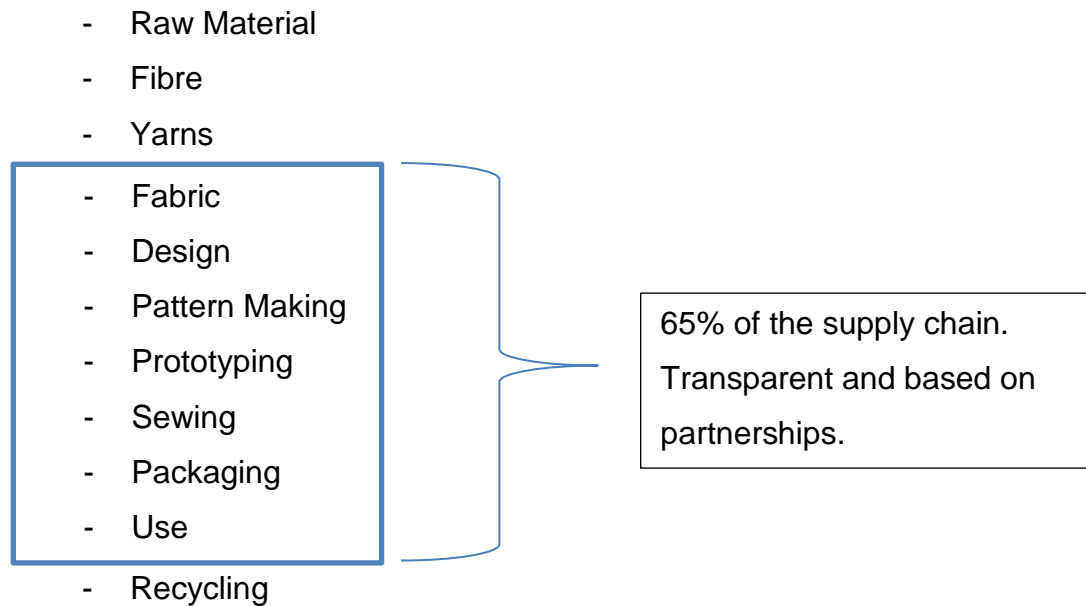 - Raw Material
- Fibre
- Yarns
- Fabric
- Design
- Pattern Making
- Prototyping
- Sewing
- Packaging
- Use
- Recycling
65% of the supply chain.
Transparent and based on
partnerships.